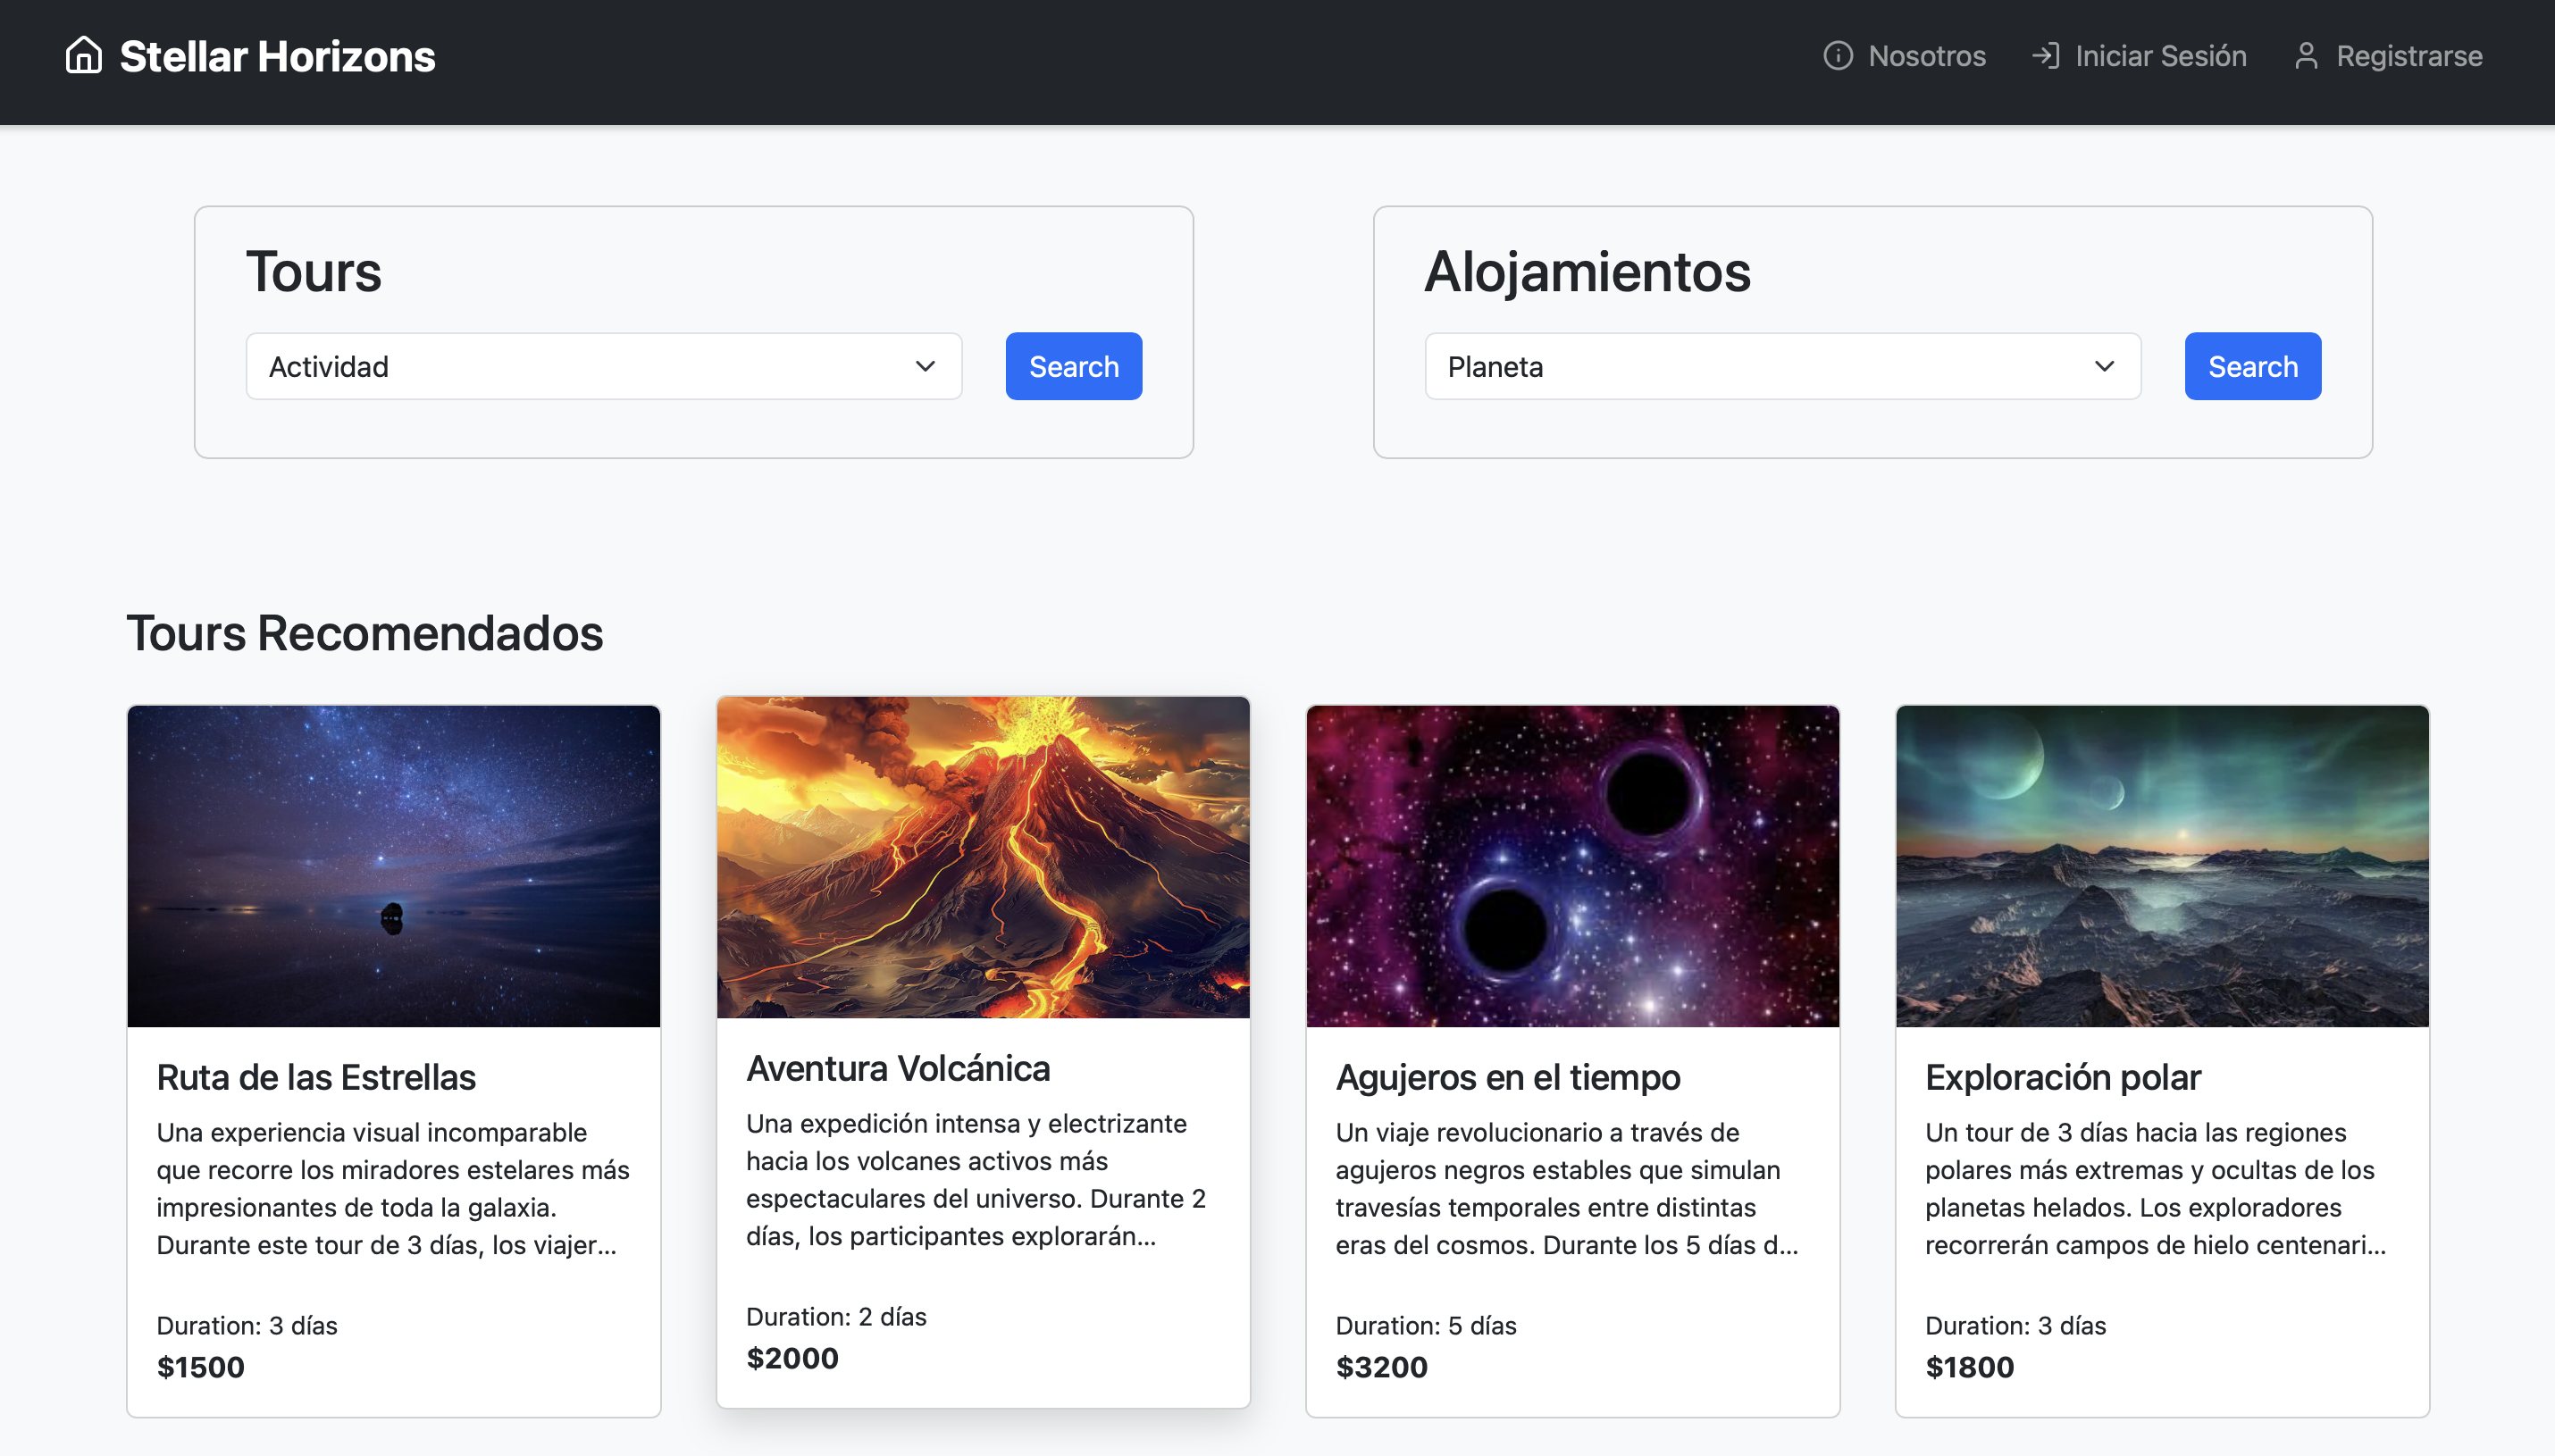 Stellar Horizons
Nosotros
Iniciar Sesión
Registrarse
Tours
Actividad
Search
Alojamientos
Planeta
Search
Tours Recomendados
Ruta de las Estrellas
Una experiencia visual incomparable
que recorre los miradores estelares más
impresionantes de toda la galaxia.
Durante este tour de 3 días, los viajer...
Duration: 3 días
$1500
Aventura Volcánica
Una expedición intensa y electrizante
hacia los volcanes activos más
espectaculares del universo. Durante 2
días, los participantes explorarán...
Duration: 2 días
$2000
Agujeros en el tiempo
Un viaje revolucionario a través de
agujeros negros estables que simulan
travesías temporales entre distintas
eras del cosmos. Durante los 5 días d...
Duration: 5 días
$3200
Exploración polar
Un tour de 3 días hacia las regiones
polares más extremas y ocultas de los
planetas helados. Los exploradores
recorrerán campos de hielo centenari...
Duration: 3 días
$1800